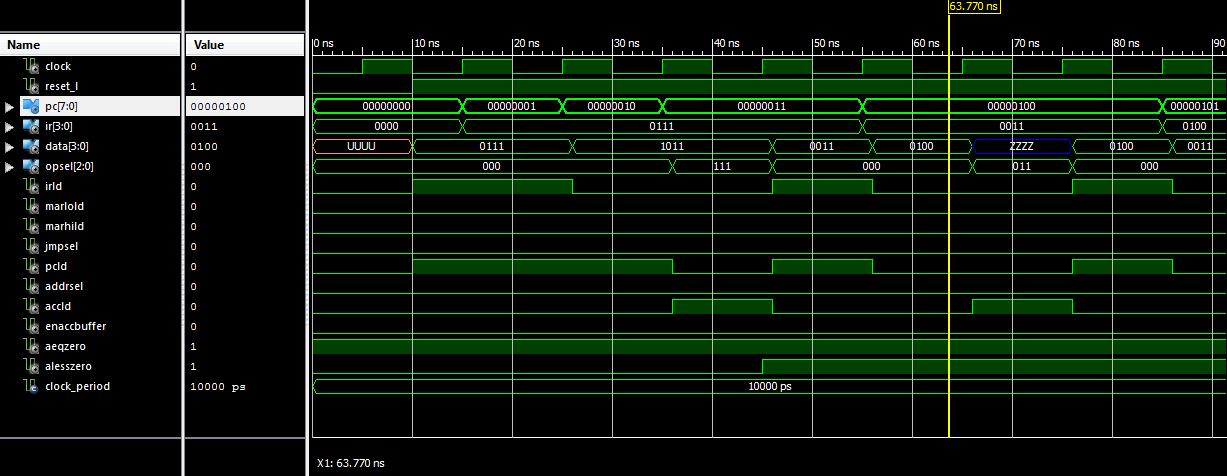 63.770 ns
Name Value 0 ns 10 ns 20 ns 30 ns 40 ns 50 ns 60 ns 70 ns 80 ns 90
clock 0
reset_l 1
pc[7:0] 00000100 00000000 00000001 00000010 00000011 00000100 00000101
ir[3:0] 0011 0000 0111 0011 0100
data[3:0] 0100 UUUU 0111 1011 0011 0100 ZZZZ 0100 0011
opsel[2:0] 000 000 111 000 011 000
irld 0
marlold 0
marhild 0
jmpsel 0
pcld 0
addrsel 0
accld 0
enaccbuffer 0
aeqzero 1
alesszero 1
clock_period 10000 ps 10000 ps
X1: 63.770 ns